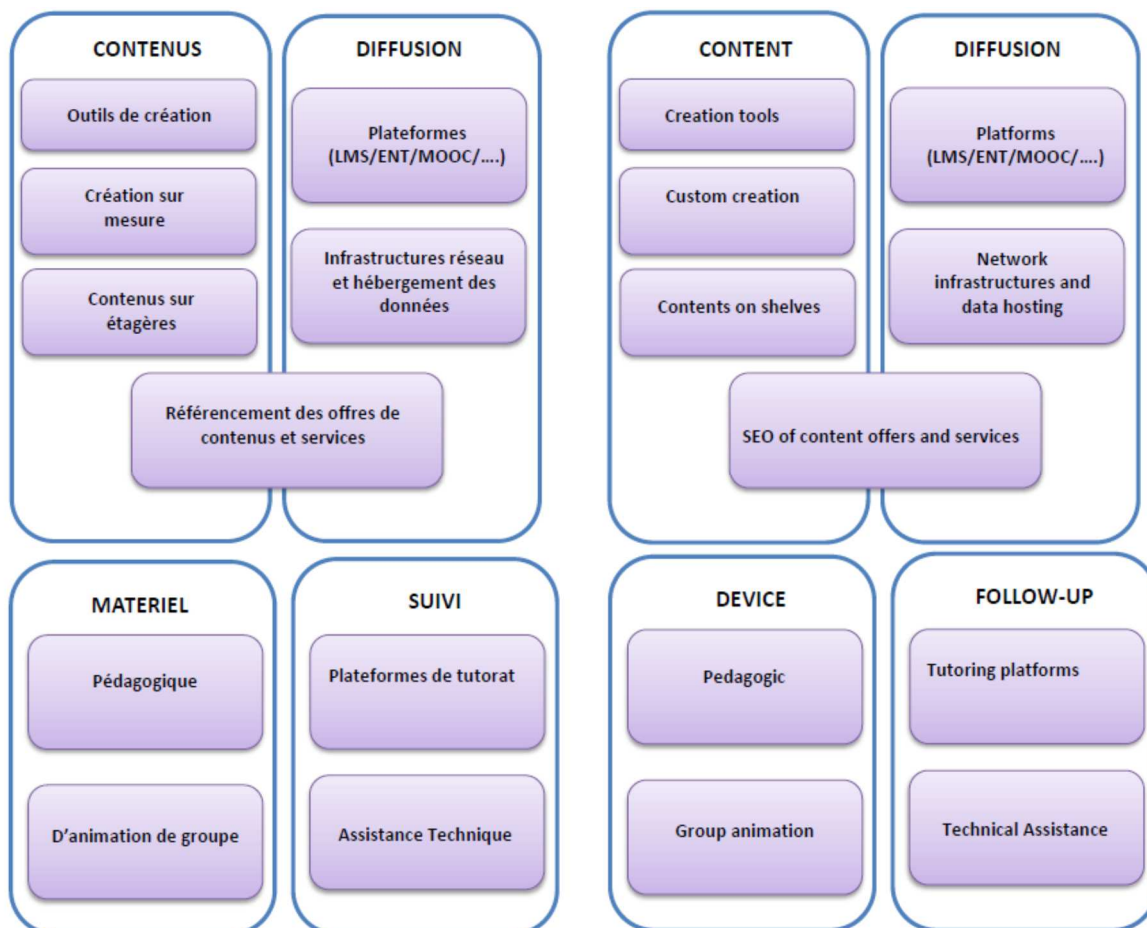 CONTENUS
Outils de création
Création sur
mesure
Contenus sur
étagères
DIFFUSION
Plateformes
(LMS/ENT/MOOC/....)
Infrastructures réseau
et hébergement des
données
Référencement des offres de
contenus et services
CONTENT
Creation tools
Custom creation
Contents on shelves
DIFFUSION
Platforms
(LMS/ENT/MOOC/....)
Network
infrastructures and
data hosting
SEO of content offers and services
MATERIEL
Pédagogique
D’animation de groupe
SUIVI
Plateformes de tutorat
Assistance Technique
DEVICE
Pedagogic
Group animation
FOLLOW-UP
Tutoring platforms
Technical Assistance